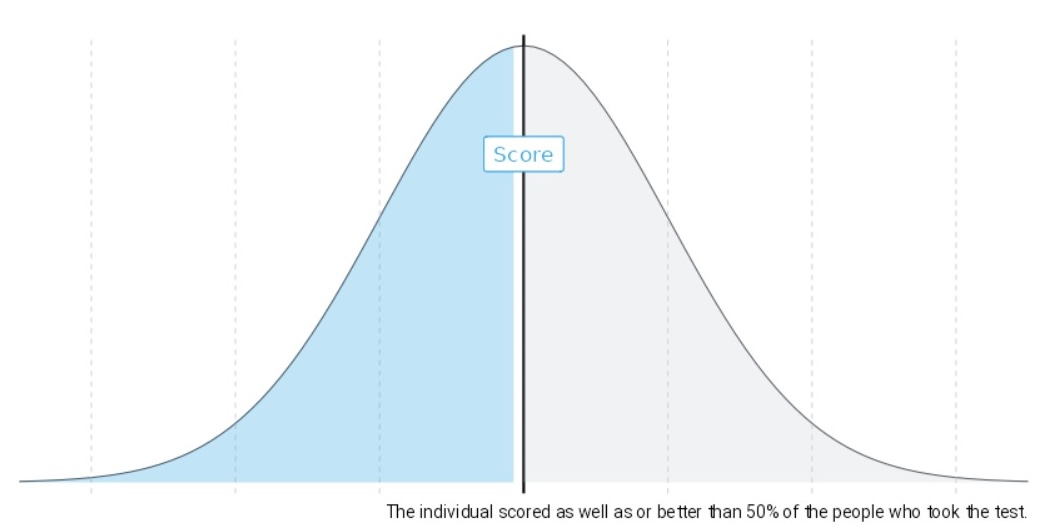 Score
The individual scored as well as or better than 50% of the people who took the test.